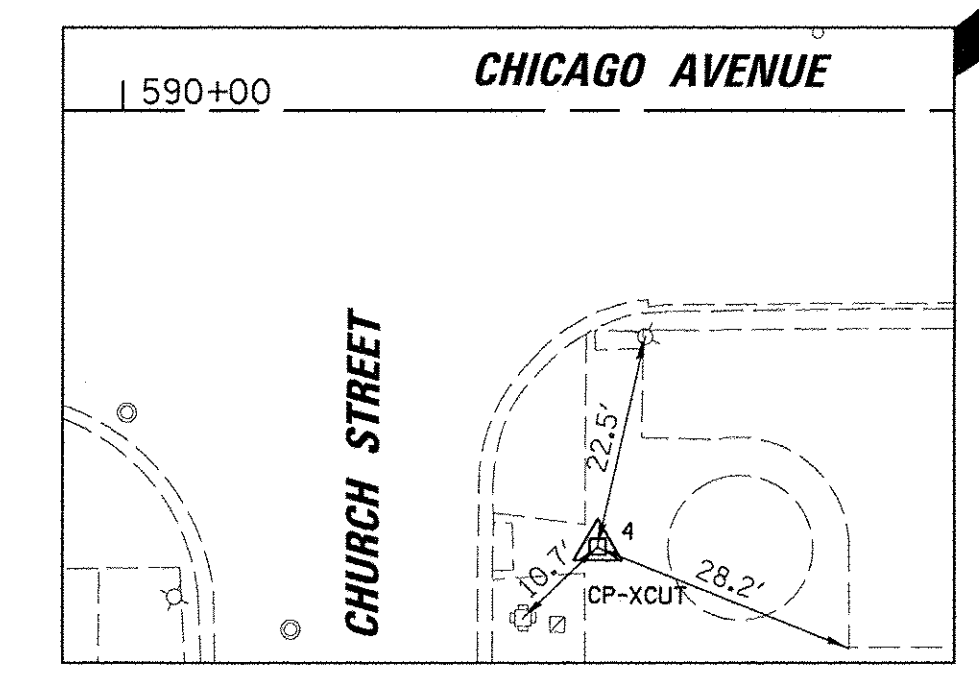 CHICAGO AVENUE
590+00
CHURCH STREET
22.5'
4
10.7'
28.2'
CP-XCUT